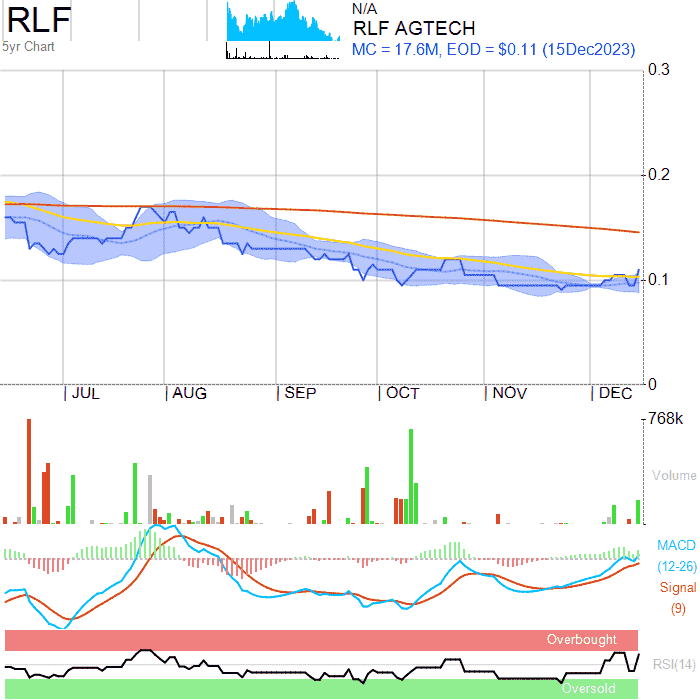 RLF
5yr Chart
N/A
RLF AGTECH
MC = 17.6M, EOD = $0.11 (15Dec2023)
0.3
0.2
0.1
0
JUL
AUG
SEP
OCT
NOV
DEC
768k
Volume
MACD
(12-26)
Signal
(9)
Overbought
RSI(14)
Oversold